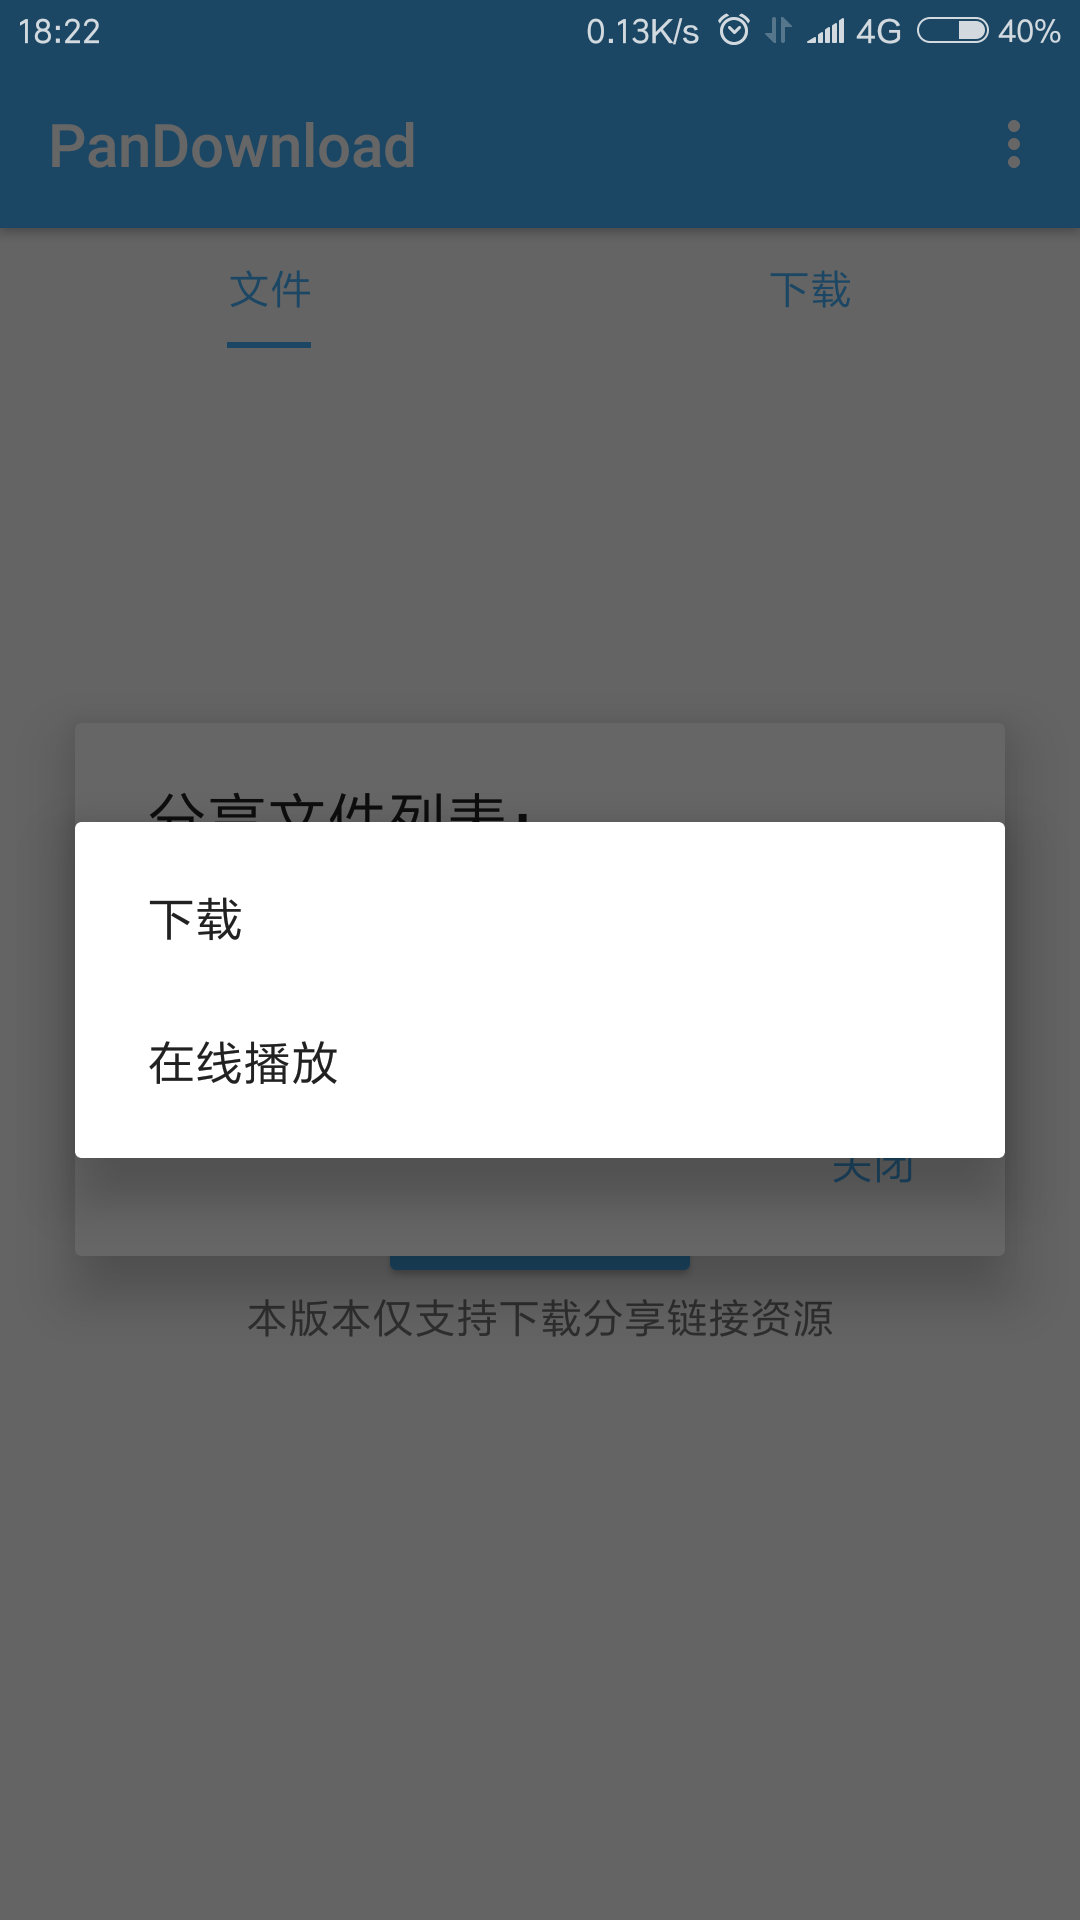 18:22 0.13K/s 4G 40%
PanDownload
文件 下载
分享文件列表：
下载
在线播放
关闭
本版本仅支持下载分享链接资源